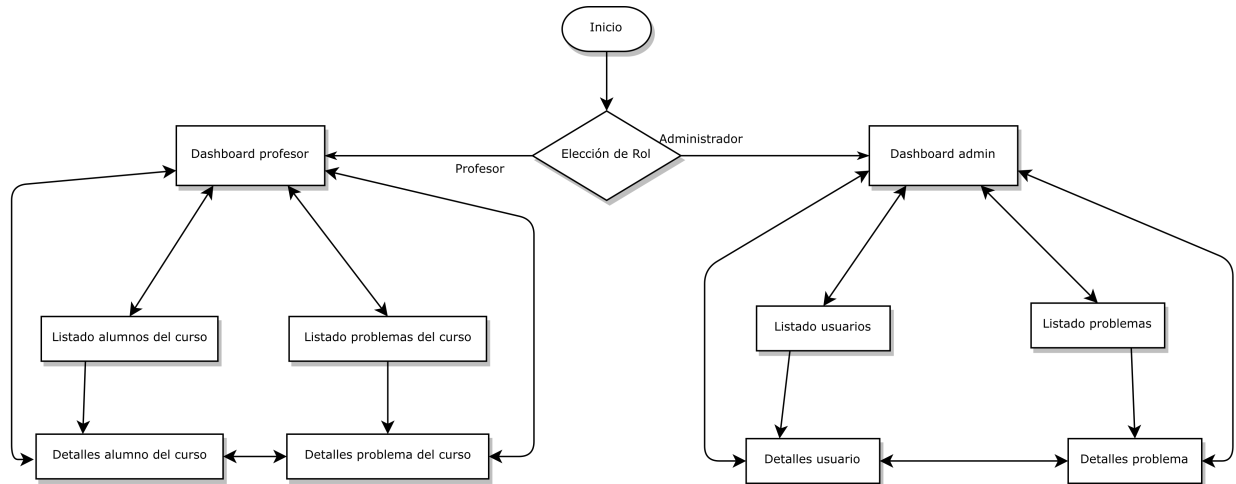 Inicio
Administrador
Dashboard profesor
Elección de Rol
Dashboard admin
Profesor
Listado alumnos del curso
Listado problemas del curso
Listado usuarios
Listado problemas
Detalles alumno del curso
Detalles problema del curso
Detalles usuario
Detalles problema